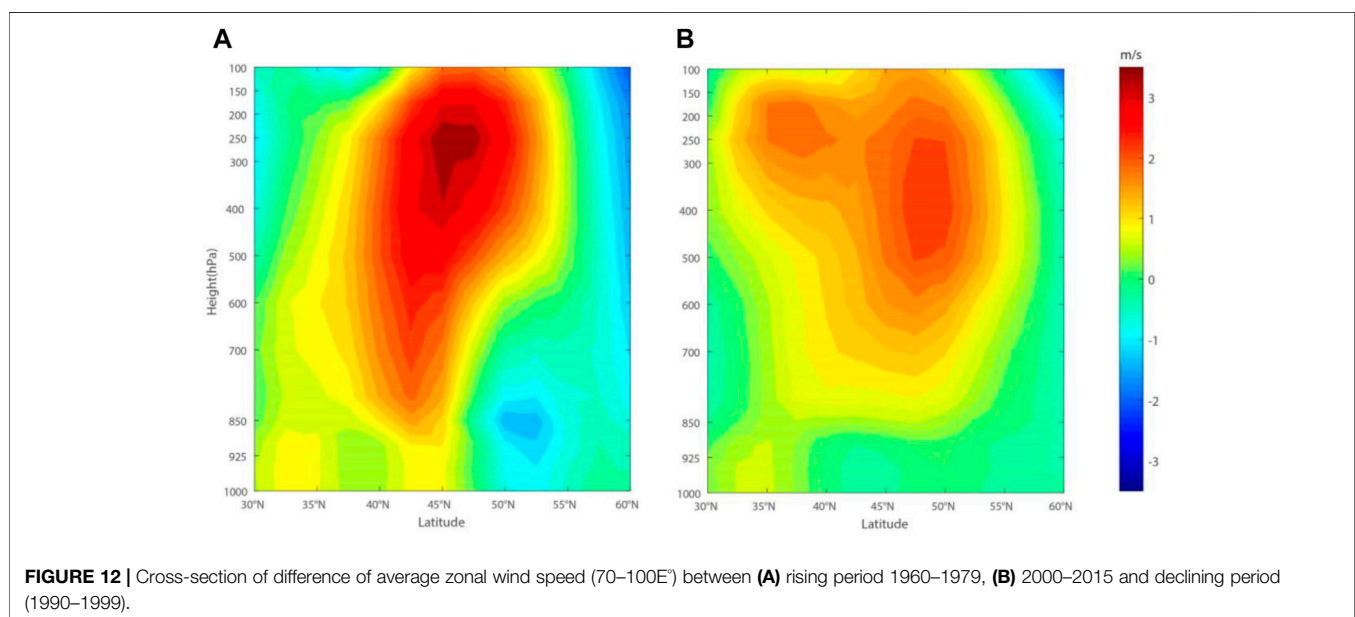 A
B
m/s
100
150
200
250
300
400
500
600
700
850
925
1000
Height(hPa)
30°N
35°N
40°N
45°N
50°N
55°N
60°N
Latitude
100
150
200
250
300
400
500
600
700
850
925
1000
30°N
35°N
40°N
45°N
50°N
55°N
60°N
Latitude
3
2
1
0
-1
-2
-3
FIGURE 12 | Cross-section of difference of average zonal wind speed (70–100E°) between (A) rising period 1960–1979, (B) 2000–2015 and declining period
(1990–1999).